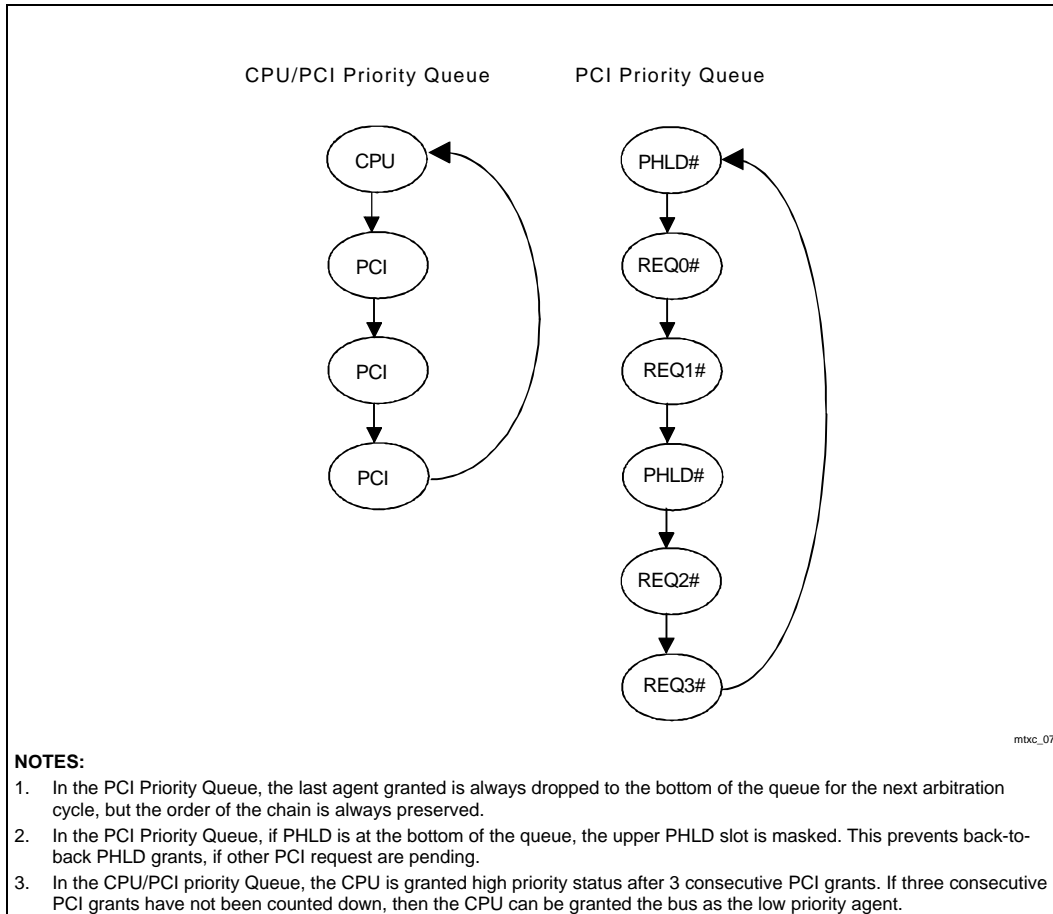 CPU/PCI Priority Queue
PCI Priority Queue
CPU
PCI
PCI
PCI
PHLD#
REQ0#
REQ1#
PHLD#
REQ2#
REQ3#
mtxc_07
NOTES:
1. In the PCI Priority Queue, the last agent granted is always dropped to the bottom of the queue for the next arbitration
cycle, but the order of the chain is always preserved.
2. In the PCI Priority Queue, if PHLD is at the bottom of the queue, the upper PHLD slot is masked. This prevents back-to-
back PHLD grants, if other PCI request are pending.
3. In the CPU/PCI priority Queue, the CPU is granted high priority status after 3 consecutive PCI grants. If three consecutive
PCI grants have not been counted down, then the CPU can be granted the bus as the low priority agent.